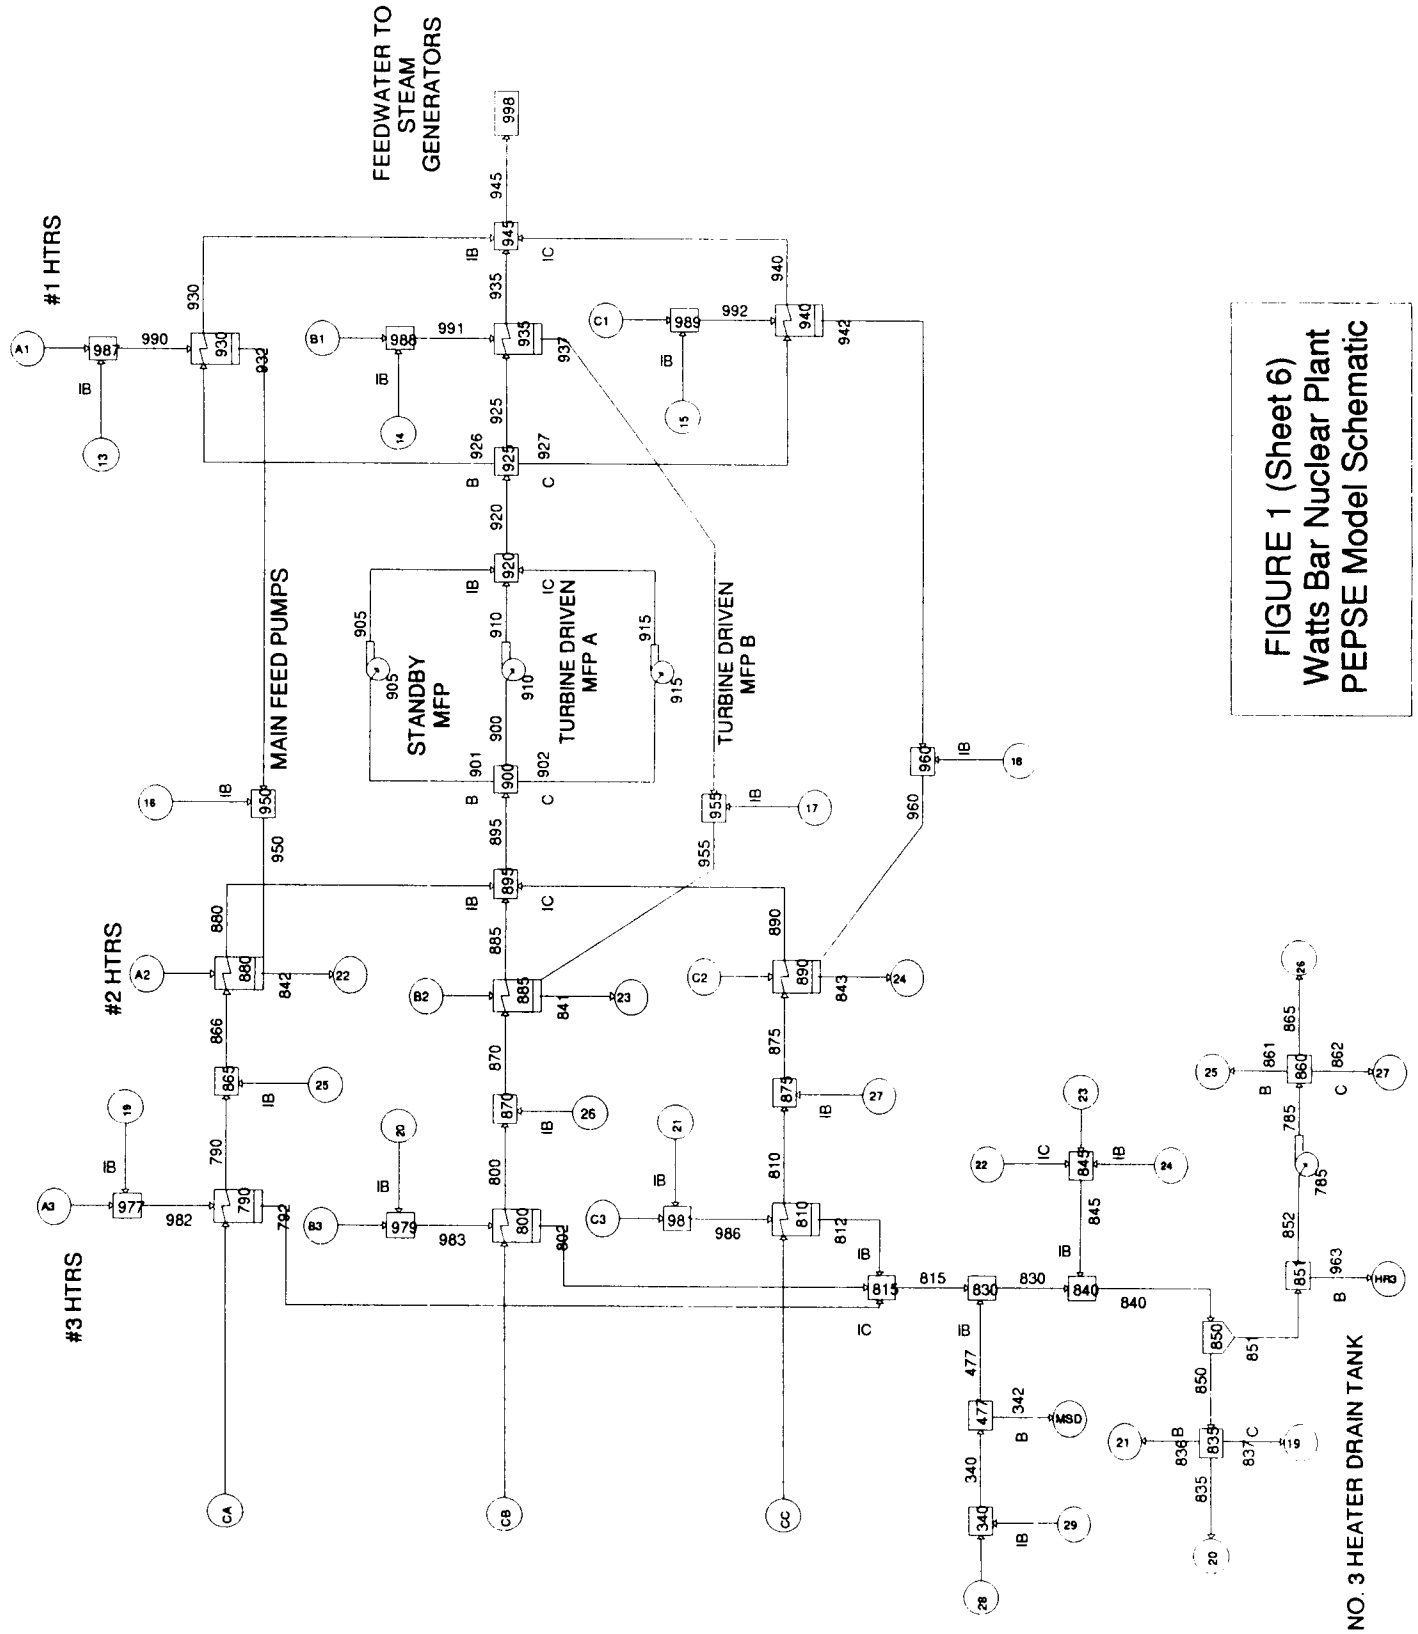 #1 HTRS
#2 HTRS
#3 HTRS
FEEDWATER TO
STEAM
GENERATORS
998
A1
987
IB
13
990
930
930
932
B1
988
IB
14
991
935
935
937
C1
989
IB
15
992
940
940
942
945
945
IB
IC
925
925
926
B
927
C
920
920
IB
IC
MAIN FEED PUMPS
905
905
STANDBY
MFP
910
910
TURBINE DRIVEN
MFP A
915
915
TURBINE DRIVEN
MFP B
900
900
901
B
902
C
895
895
IB
IC
16
IB
950
950
17
IB
955
955
18
IB
960
960
A2
880
880
842
22
B2
885
885
841
23
C2
890
890
843
24
866
865
IB
25
870
870
IB
26
875
875
IB
27
A3
977
IB
19
982
790
790
792
B3
979
IB
20
983
800
800
802
C3
98
IB
21
986
810
810
812
CA
CB
CC
IB
815
IC
815
830
IB
830
477
477
342
B
MSD
340
340
IB
29
28
22
IC
23
845
IB
24
845
IB
840
840
850
850
851
835
835
20
836
B
21
837
C
19
851
963
B
HR3
852
785
785
860
861
B
25
862
C
27
865
26
NO. 3 HEATER DRAIN TANK
FIGURE 1 (Sheet 6)
Watts Bar Nuclear Plant
PEPSE Model Schematic